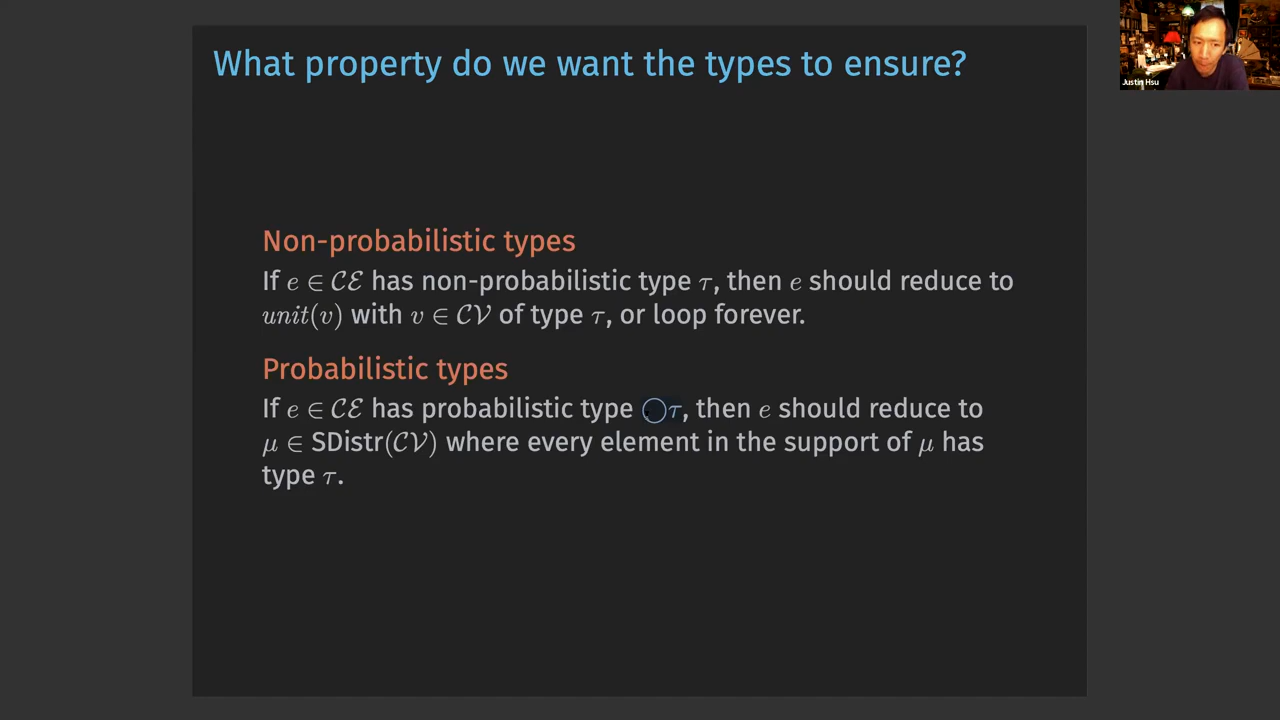 What property do we want the types to ensure?
Justin Hsu
Non-probabilistic types
If e ∈ 𝒞ℰ has non-probabilistic type τ, then e should reduce to
unit(v) with v ∈ 𝒞𝒱 of type τ, or loop forever.
Probabilistic types
If e ∈ 𝒞ℰ has probabilistic type ◯τ, then e should reduce to
μ ∈ SDistr(𝒞𝒱) where every element in the support of μ has
type τ.